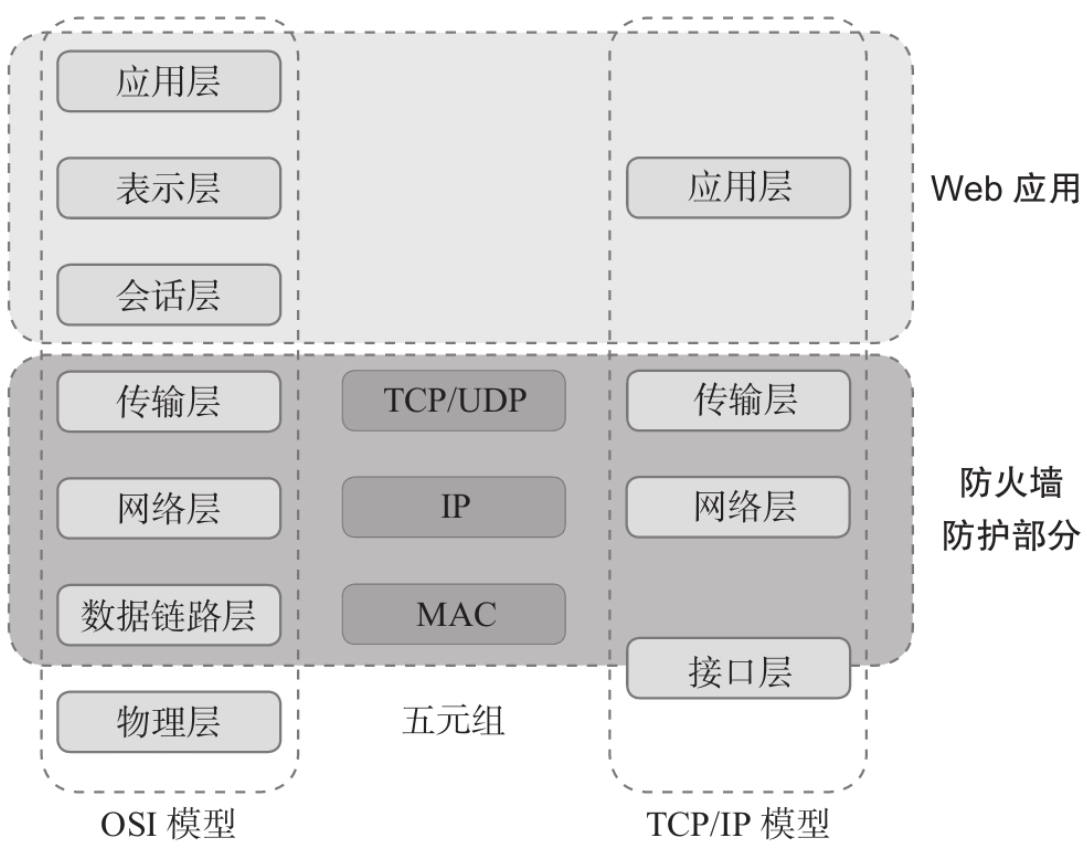 应用层
表示层
应用层
Web 应用
会话层
传输层
TCP/UDP
传输层
网络层
IP
网络层
防火墙
防护部分
数据链路层
MAC
接口层
物理层
五元组
OSI 模型
TCP/IP 模型